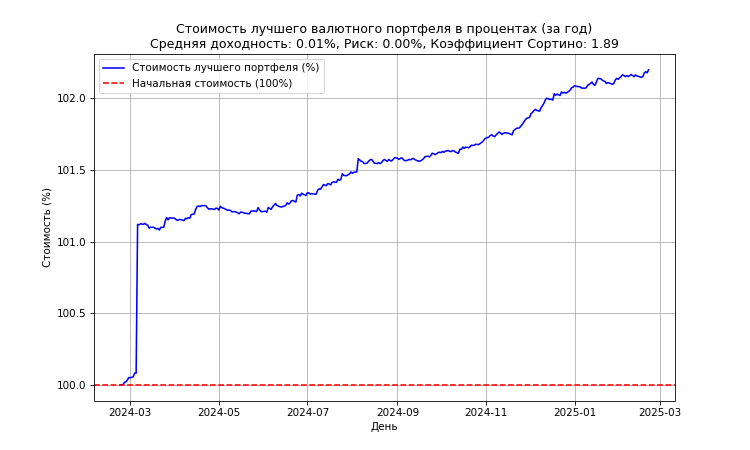 Стоимость лучшего валютного портфеля в процентах (за год)
Средняя доходность: 0.01%, Риск: 0.00%, Коэффициент Сортино: 1.89
Стоимость лучшего портфеля (%)
Начальная стоимость (100%)
Стоимость (%)
102.0
101.5
101.0
100.5
100.0
2024-03
2024-05
2024-07
2024-09
2024-11
2025-01
2025-03
День